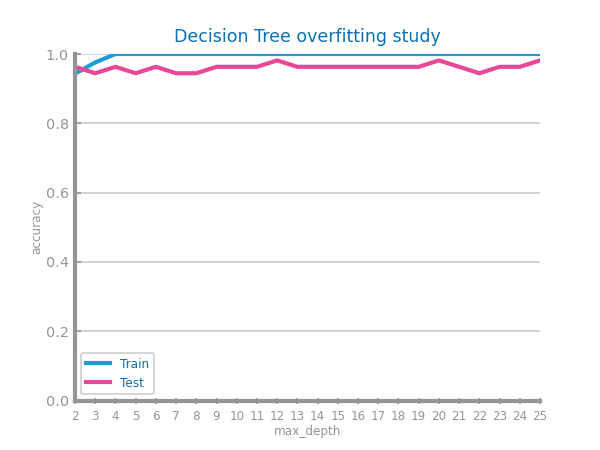 Decision Tree overfitting study
1.0
0.8
0.6
0.4
0.2
0.0
accuracy
Train
Test
2 3 4 5 6 7 8 9 10 11 12 13 14 15 16 17 18 19 20 21 22 23 24 25
max_depth